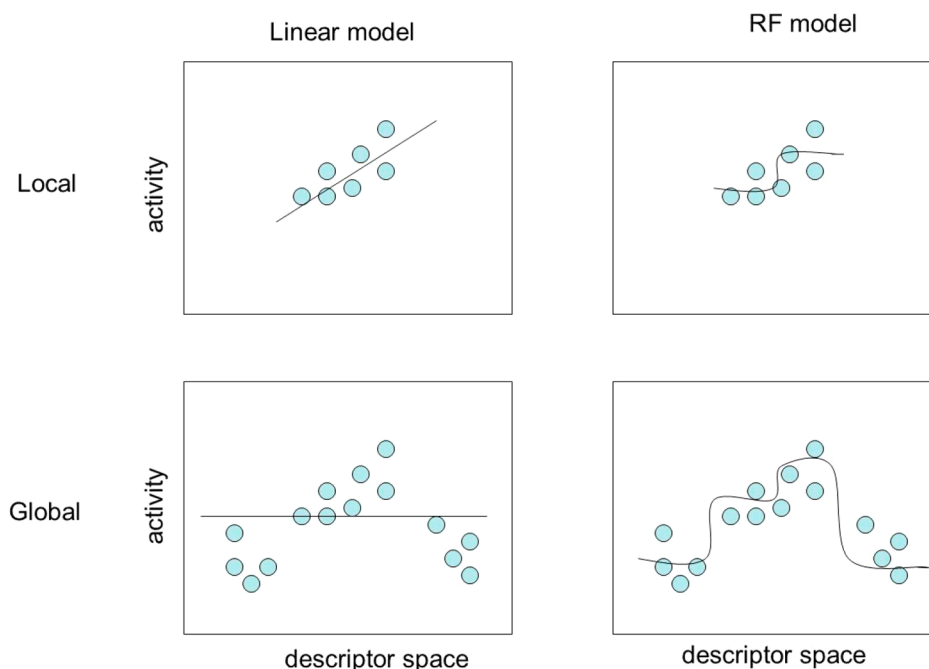 Linear model
RF model
Local
activity
Global
activity
descriptor space
descriptor space